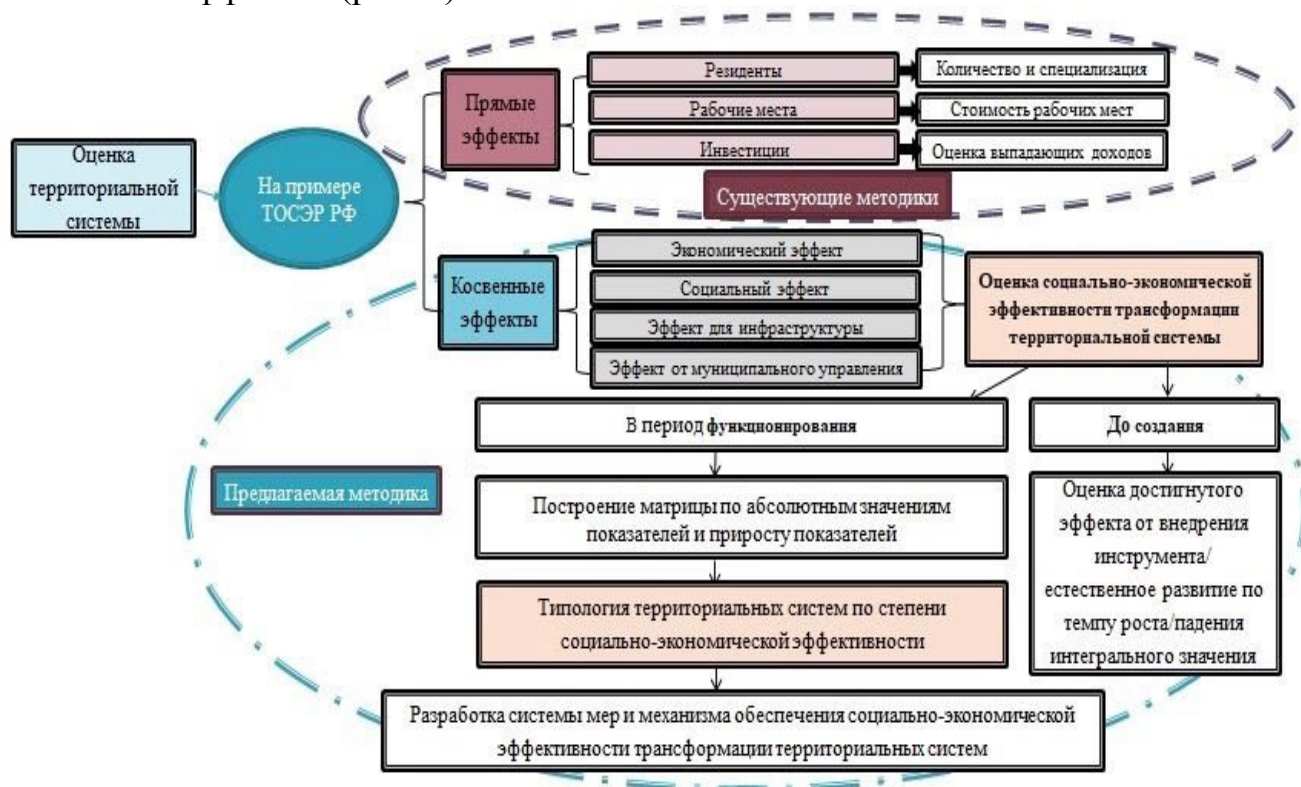 Резиденты
Количество и специализация
Прямые
эффекты
Рабочие места
Стоимость рабочих мест
Инвестиции
Оценка выпадающих доходов
Существующие методики
Оценка
территориальной
системы
На примере
ТОСЭР РФ
Косвенные
эффекты
Экономический эффект
Социальный эффект
Эффект для инфраструктуры
Эффект от муниципального управления
Оценка социально-экономической
эффективности трансформации
территориальной системы
В период функционирования
До создания
Предлагаемая методика
Построение матрицы по абсолютным значениям
показателей и приросту показателей
Оценка достигнутого
эффекта от внедрения
инструмента/
естественное развитие по
темпу роста/падения
интегрального значения
Типология территориальных систем по степени
социально-экономической эффективности
Разработка системы мер и механизма обеспечения социально-экономической
эффективности трансформации территориальных систем